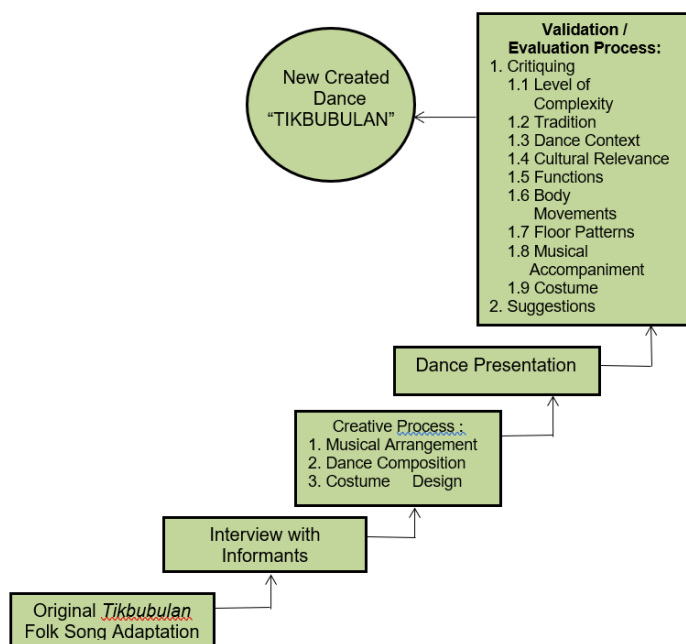 New Created
Dance
“TIKBUBULAN”
Validation /
Evaluation Process:
1. Critiquing
1.1 Level of
Complexity
1.2 Tradition
1.3 Dance Context
1.4 Cultural Relevance
1.5 Functions
1.6 Body
Movements
1.7 Floor Patterns
1.8 Musical
Accompaniment
1.9 Costume
2. Suggestions
Dance Presentation
Creative Process :
1. Musical Arrangement
2. Dance Composition
3. Costume Design
Interview with
Informants
Original Tikbubulan
Folk Song Adaptation